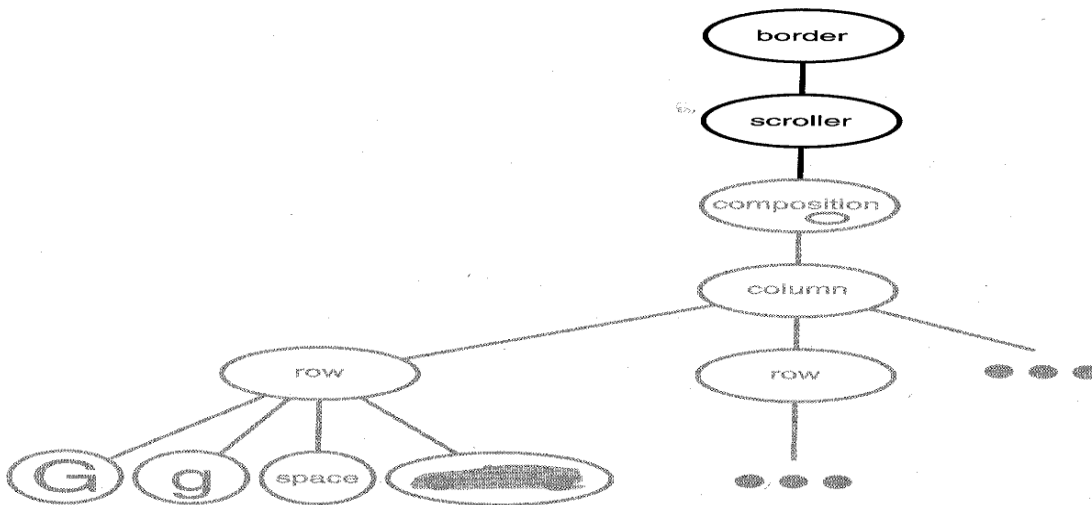 border
scroller
composition
column
row
row
G g space